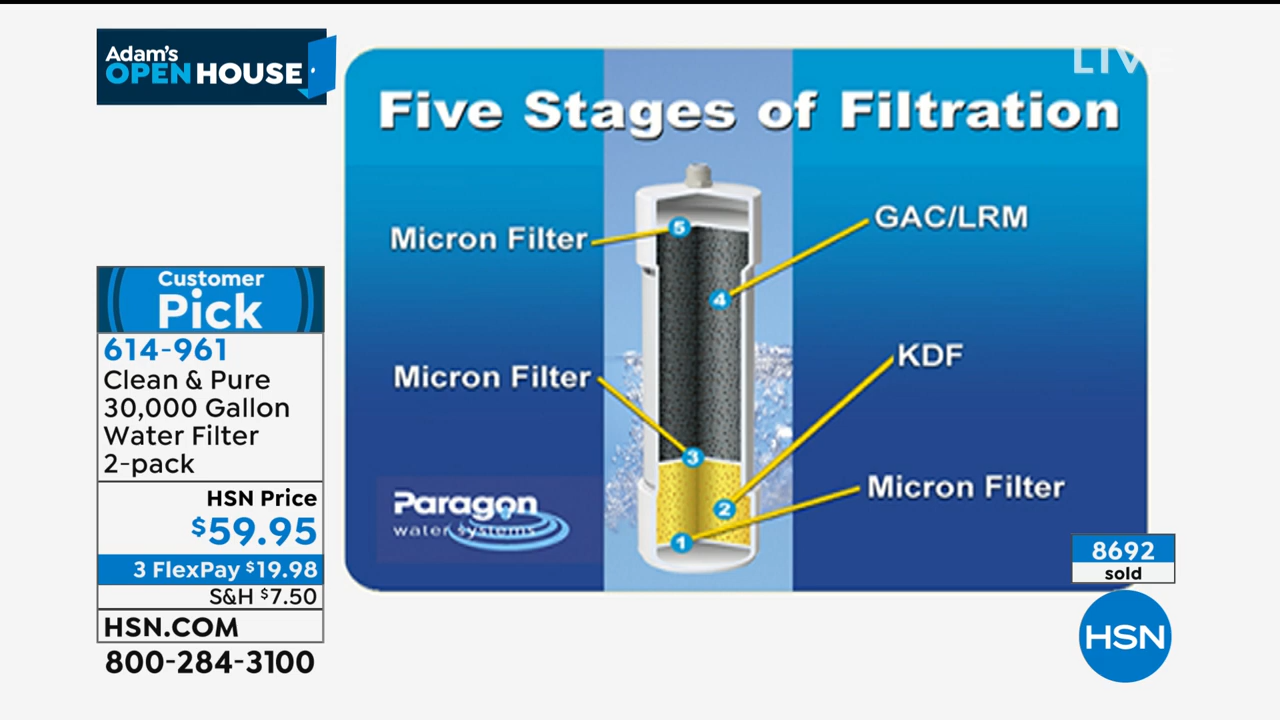 Adam's
OPEN HOUSE
LIVE
Five Stages of Filtration
Micron Filter
5
GAC/LRM
4
KDF
Micron Filter
3
2
Micron Filter
1
Paragon
water systems
Customer
Pick
614-961
Clean & Pure
30,000 Gallon
Water Filter
2-pack
HSN Price
$59.95
3 FlexPay $19.98
S&H $7.50
HSN.COM
800-284-3100
8692
sold
HSN